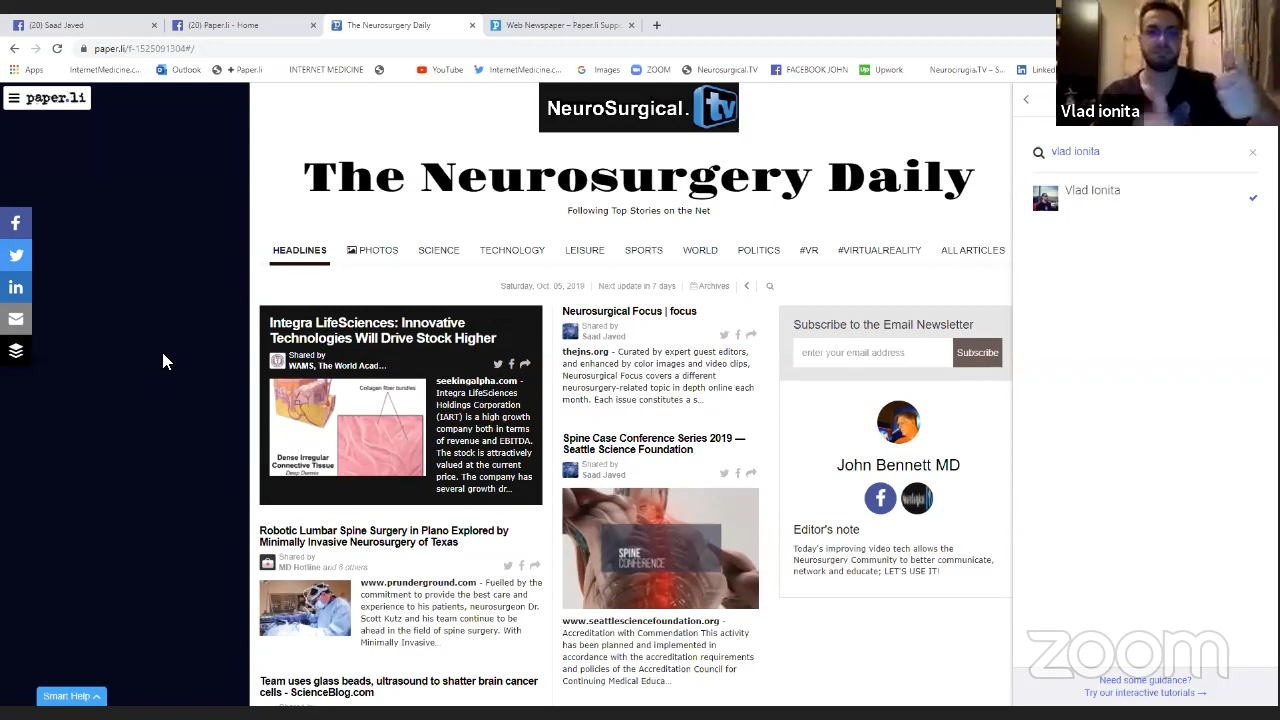 (20) Saad Javed
(20) Paper.li - Home
The Neurosurgery Daily
Web Newspaper – Paper.li Suppo
paper.li/f-1525091304#/
Apps
InternetMedicine.c...
Outlook
+ Paper.li
INTERNET MEDICINE
YouTube
InternetMedicine.co...
Images
ZOOM
Neurosurgical.TV
FACEBOOK JOHN
Upwork
Neurocirugia.TV – S...
Linked
Vlad ionita
paper.li
NeuroSurgical.tv
The Neurosurgery Daily
Following Top Stories on the Net
HEADLINES
PHOTOS
SCIENCE
TECHNOLOGY
LEISURE
SPORTS
WORLD
POLITICS
#VR
#VIRTUALREALITY
ALL ARTICLES
Saturday, Oct. 05, 2019
Next update in 7 days
Archives
Integra LifeSciences: Innovative
Technologies Will Drive Stock Higher
Shared by
WAMS, The World Acad...
Collagen fiber bundles
Dense Irregular
Connective Tissue
Deep Dermis
seekingalpha.com -
Integra LifeSciences
Holdings Corporation
(IART) is a high growth
company both in terms
of revenue and EBITDA.
The stock is attractively
valued at the current
price. The company has
several growth dr...
Robotic Lumbar Spine Surgery in Plano Explored by
Minimally Invasive Neurosurgery of Texas
Shared by
MD Hotline and 6 others
www.prunderground.com - Fuelled by the
commitment to provide the best care and
experience to his patients, neurosurgeon Dr.
Scott Kutz and his team continue to be
ahead in the field of spine surgery. With
Minimally Invasive...
Team uses glass beads, ultrasound to shatter brain cancer
cells - ScienceBlog.com
Neurosurgical Focus | focus
Shared by
Saad Javed
thejns.org - Curated by expert guest editors,
and enhanced by color images and video clips,
Neurosurgical Focus covers a different
neurosurgery-related topic in depth online each
month. Each issue constitutes a s...
Spine Case Conference Series 2019 —
Seattle Science Foundation
Shared by
Saad Javed
SPINE
CONFERENCE
www.seattlesciencefoundation.org -
Accreditation with Commendation This activity
has been planned and implemented in
accordance with the accreditation requirements
and policies of the Accreditation Council for
Continuing Medical Educa...
Subscribe to the Email Newsletter
enter your email address
Subscribe
John Bennett MD
Editor's note
Today's improving video tech allows the
Neurosurgery Community to better communicate,
network and educate; LET'S USE IT!
vlad ionita
Vlad Ionita
zoom
Need some guidance?
Try our interactive tutorials →
Smart Help